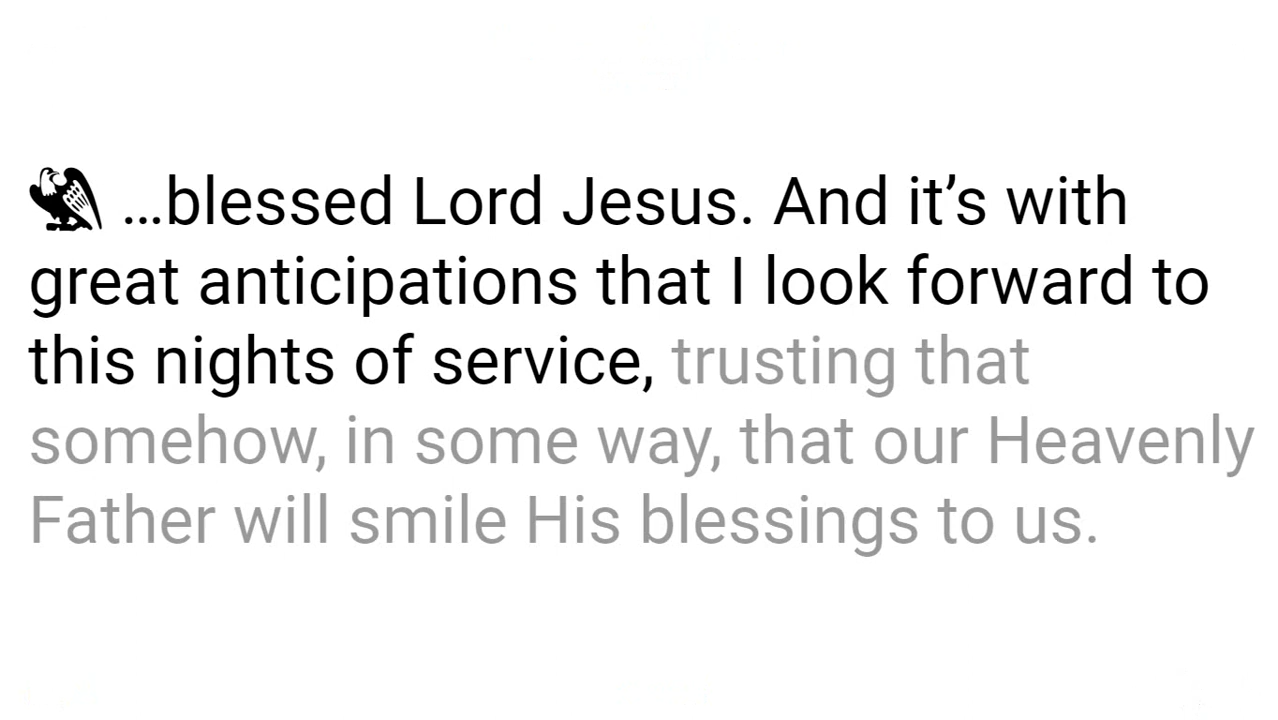 …blessed Lord Jesus. And it’s with
great anticipations that I look forward to
this nights of service, trusting that
somehow, in some way, that our Heavenly
Father will smile His blessings to us.